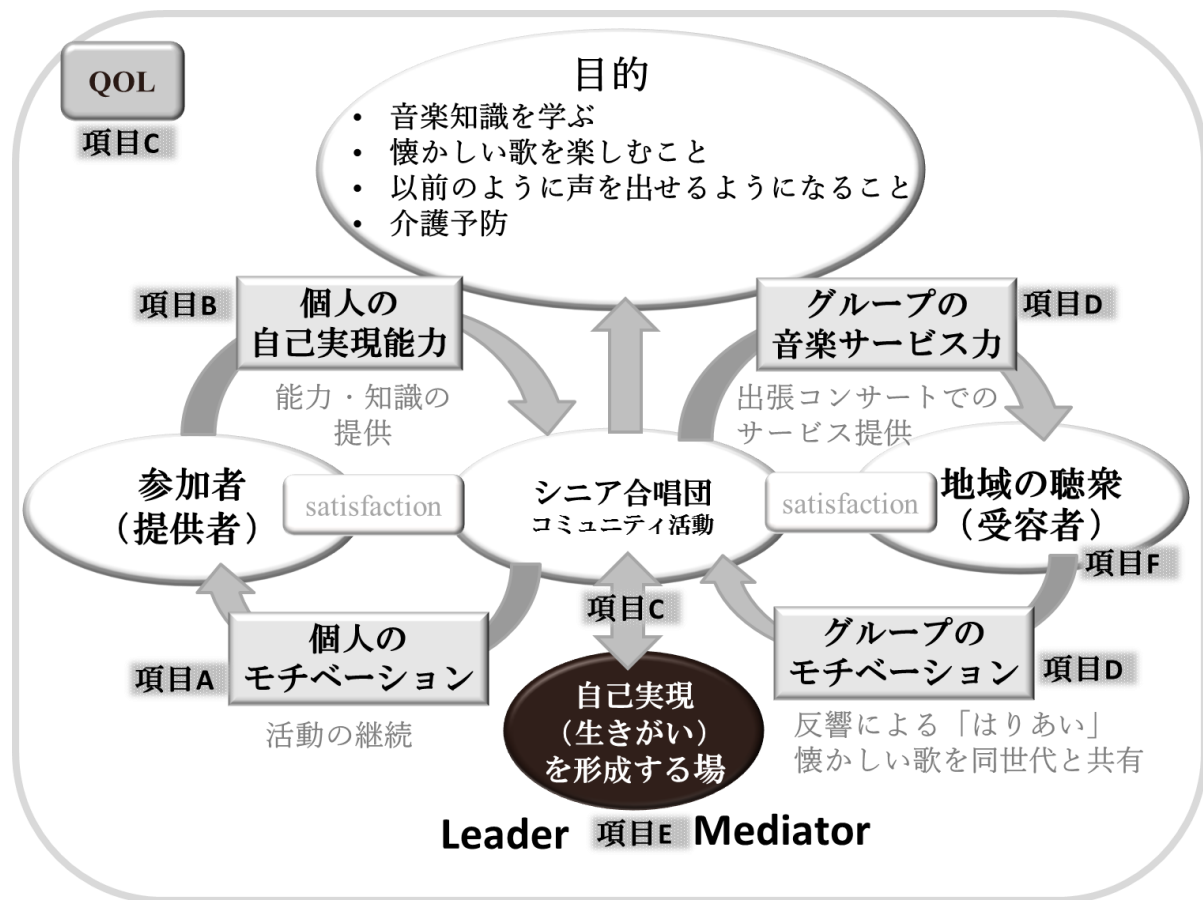 QOL
項目C
目的
• 音楽知識を学ぶ
• 懐かしい歌を楽しむこと
• 以前のように声を出せるようになること
• 介護予防
項目B
個人の
自己実現能力
グループの
音楽サービス力
項目D
能力・知識の
提供
出張コンサートでの
サービス提供
参加者
（提供者）
satisfaction
シニア合唱団
コミュニティ活動
satisfaction
地域の聴衆
（受容者）
項目F
項目C
項目A
個人の
モチベーション
グループの
モチベーション
項目D
活動の継続
自己実現
（生きがい）
を形成する場
反響による「はりあい」
懐かしい歌を同世代と共有
Leader 項目E Mediator